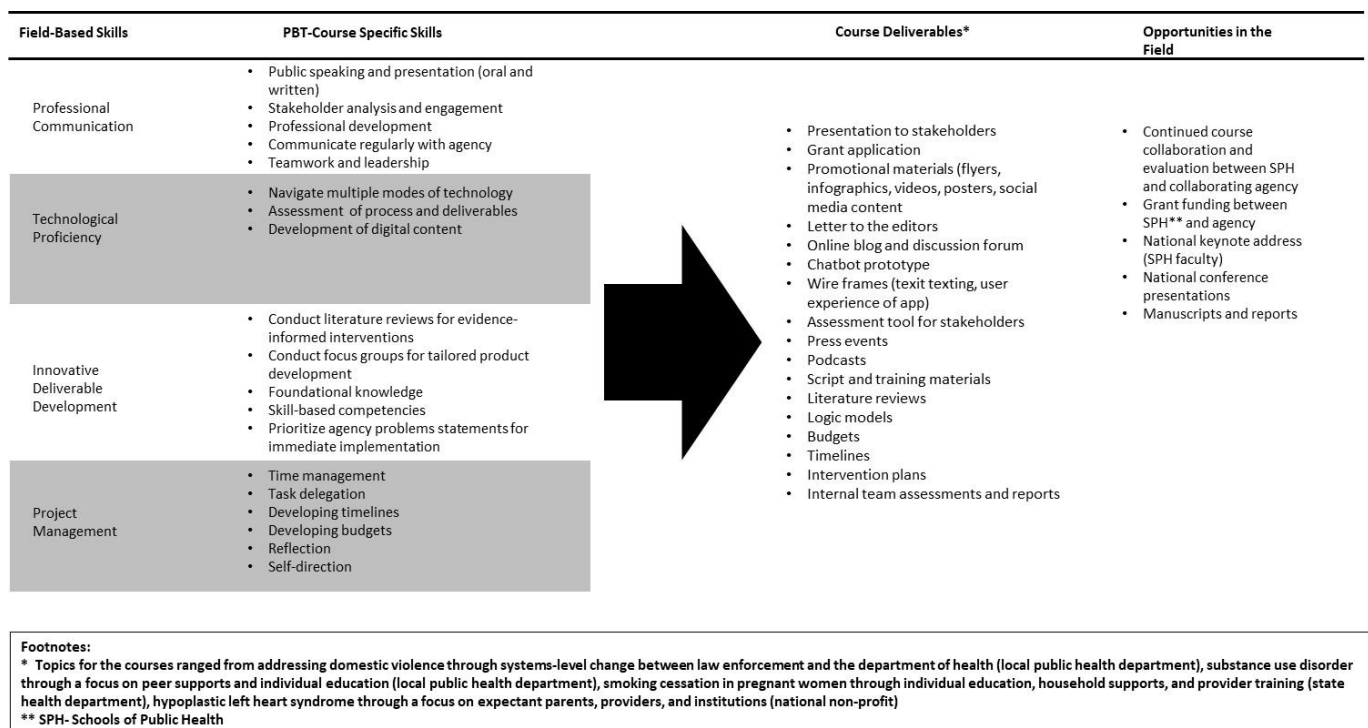 Field-Based Skills
PBT-Course Specific Skills
Course Deliverables*
Opportunities in the
Field
Professional
Communication
• Public speaking and presentation (oral and
written)
• Stakeholder analysis and engagement
• Professional development
• Communicate regularly with agency
• Teamwork and leadership
Technological
Proficiency
• Navigate multiple modes of technology
• Assessment of process and deliverables
• Development of digital content
Innovative
Deliverable
Development
• Conduct literature reviews for evidence-
informed interventions
• Conduct focus groups for tailored product
development
• Foundational knowledge
• Skill-based competencies
• Prioritize agency problems statements for
immediate implementation
Project
Management
• Time management
• Task delegation
• Developing timelines
• Developing budgets
• Reflection
• Self-direction
• Presentation to stakeholders
• Grant application
• Promotional materials (flyers,
infographics, videos, posters, social
media content
• Letter to the editors
• Online blog and discussion forum
• Chatbot prototype
• Wire frames (texit texting, user
experience of app)
• Assessment tool for stakeholders
• Press events
• Podcasts
• Script and training materials
• Literature reviews
• Logic models
• Budgets
• Timelines
• Intervention plans
• Internal team assessments and reports
• Continued course
collaboration and
evaluation between SPH
and collaborating agency
• Grant funding between
SPH** and agency
• National keynote address
(SPH faculty)
• National conference
presentations
• Manuscripts and reports
Footnotes:
* Topics for the courses ranged from addressing domestic violence through systems-level change between law enforcement and the department of health (local public health department), substance use disorder
through a focus on peer supports and individual education (local public health department), smoking cessation in pregnant women through individual education, household supports, and provider training (state
health department), hypoplastic left heart syndrome through a focus on expectant parents, providers, and institutions (national non-profit)
** SPH- Schools of Public Health